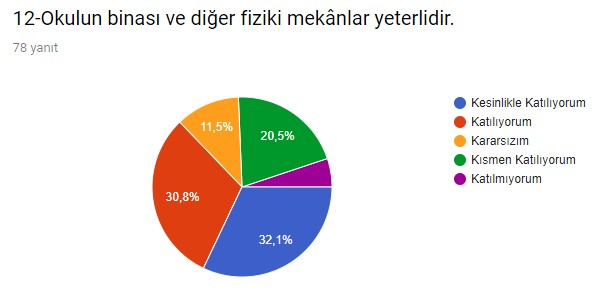 12-Okulun binası ve diğer fiziki mekânlar yeterlidir.
78 yanıt
Kesinlikle Katılıyorum
Katılıyorum
Kararsızım
Kısmen Katılıyorum
Katılmıyorum
11,5%
20,5%
30,8%
32,1%